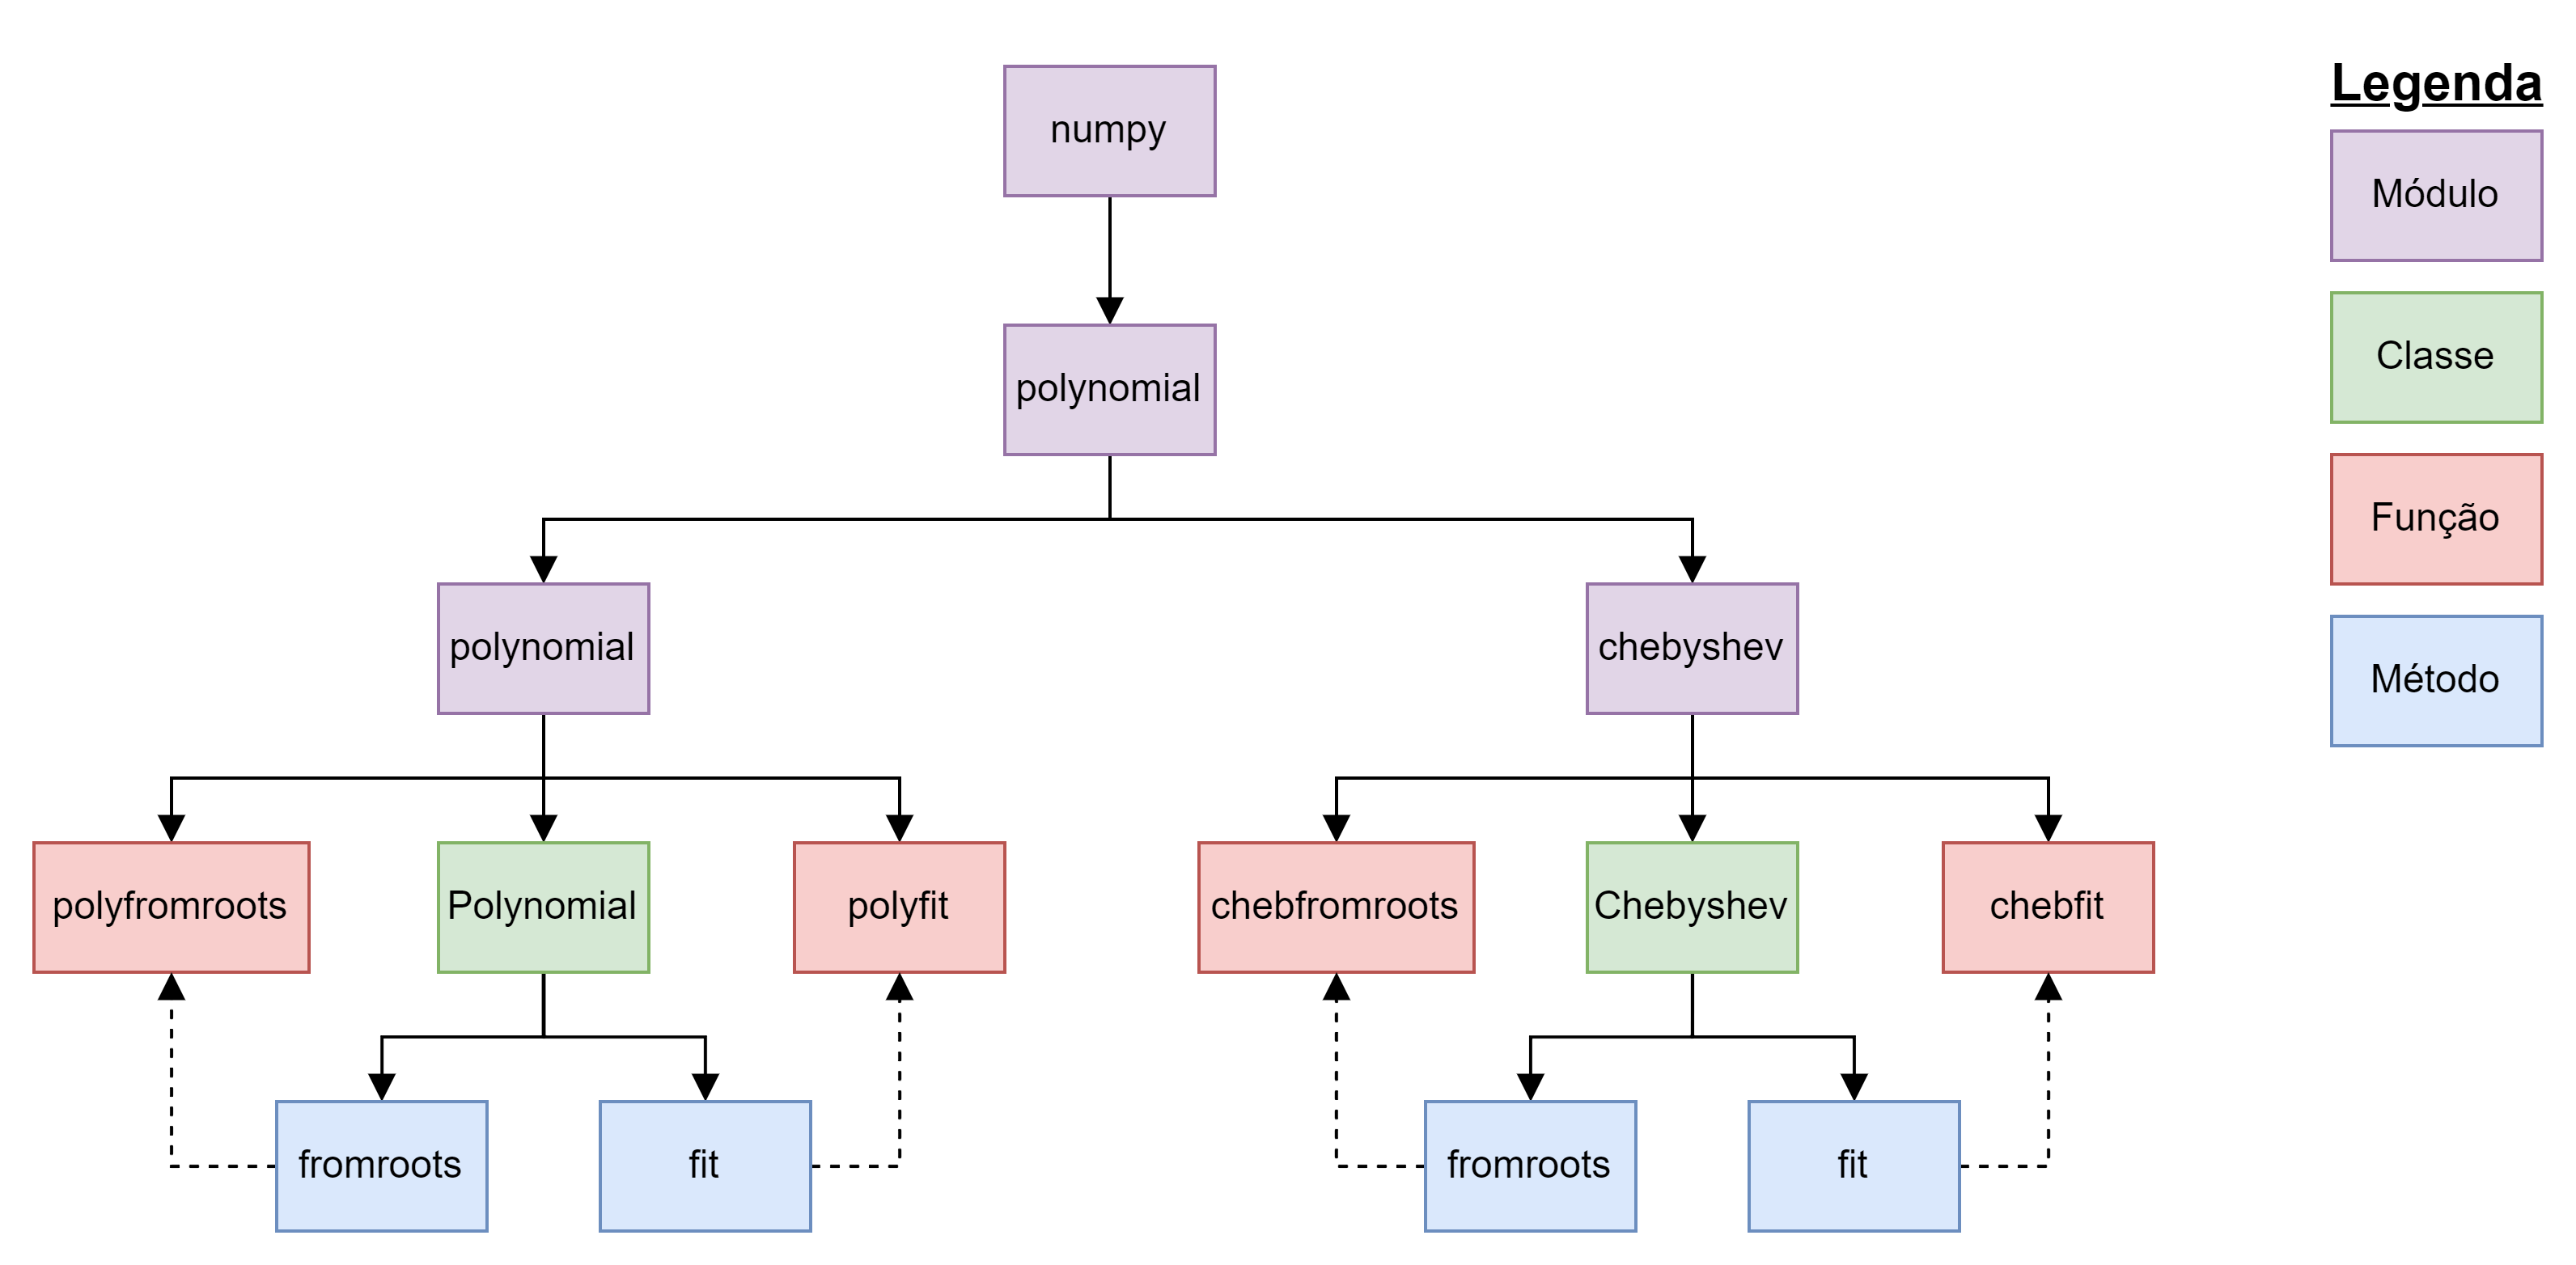 numpy
polynomial
polynomial
chebyshev
polyfromroots
Polynomial
polyfit
chebfromroots
Chebyshev
chebfit
fromroots
fit
fromroots
fit
Legenda
Módulo
Classe
Função
Método